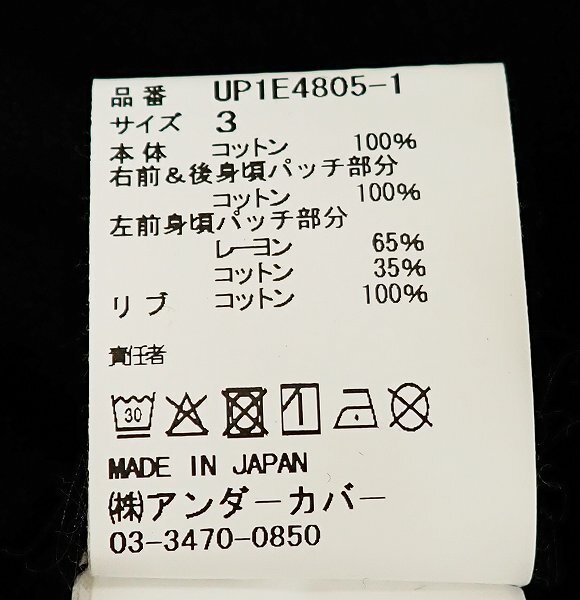 品番 UP1E4805-1
サイズ 3
本体 コットン 100%
右前&後身頃パッチ部分
コットン 100%
左前身頃パッチ部分
レーヨン 65%
コットン 35%
リブ コットン 100%
責任者
30
MADE IN JAPAN
㈱アンダーカバー
03-3470-0850